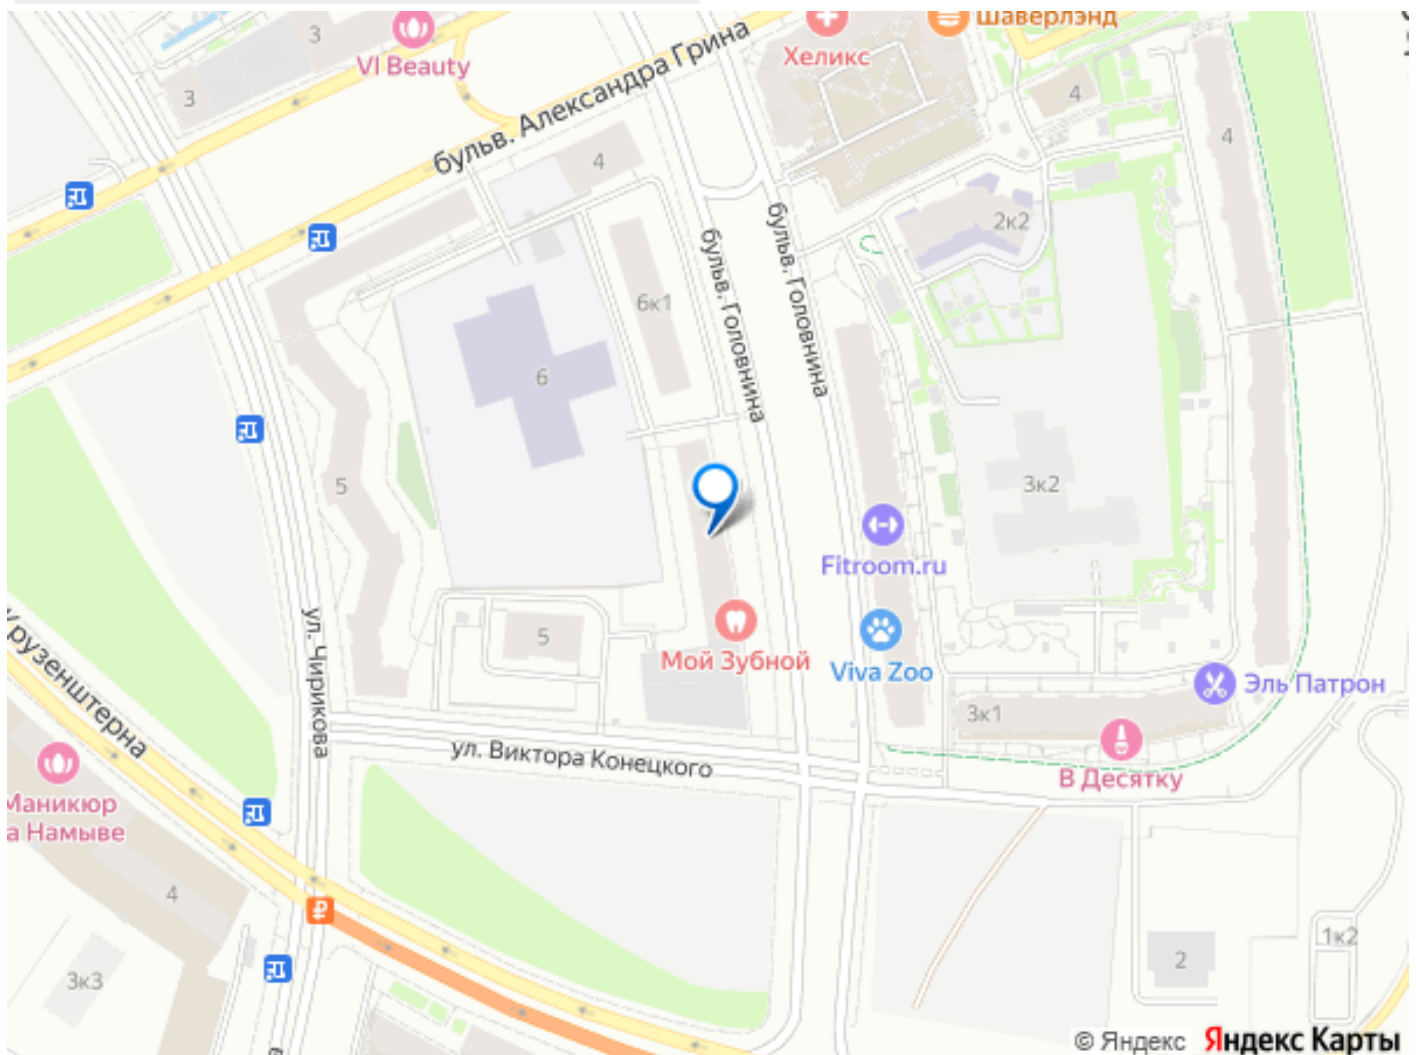 Шаверлэнд
3
VI Beauty
3
Хеликс
бульв. Александра Грина
4
4
4
2к2
бульв. Головнина
бульв. Головнина
6к1
6
5
3к2
Fitroom.ru
5
Мой Зубной
Viva Zoo
Эль Патрон
3к1
ул. Чирикова
Крузенштерна
ул. Виктора Конецкого
В Десятку
Маникюр
на Намыве
4
3к3
2
1к2
© Яндекс Яндекс Карты